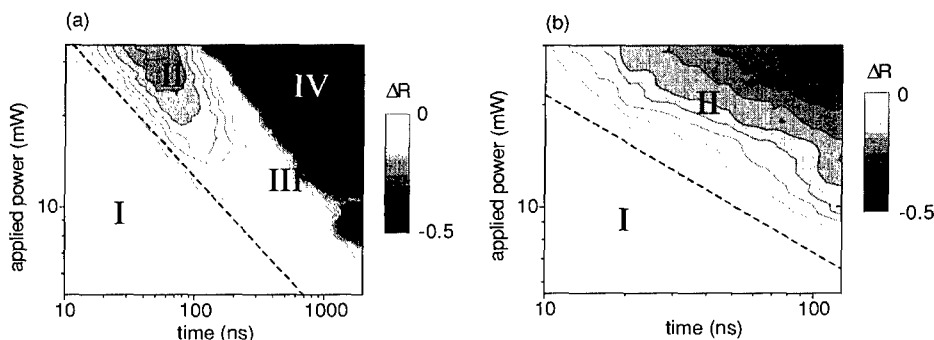 (a)
II
IV
III
I
ΔR
0
-0.5
applied power (mW)
10
10 100 1000
time (ns)
(b)
II
I
ΔR
0
-0.5
applied power (mW)
10
10 100
time (ns)